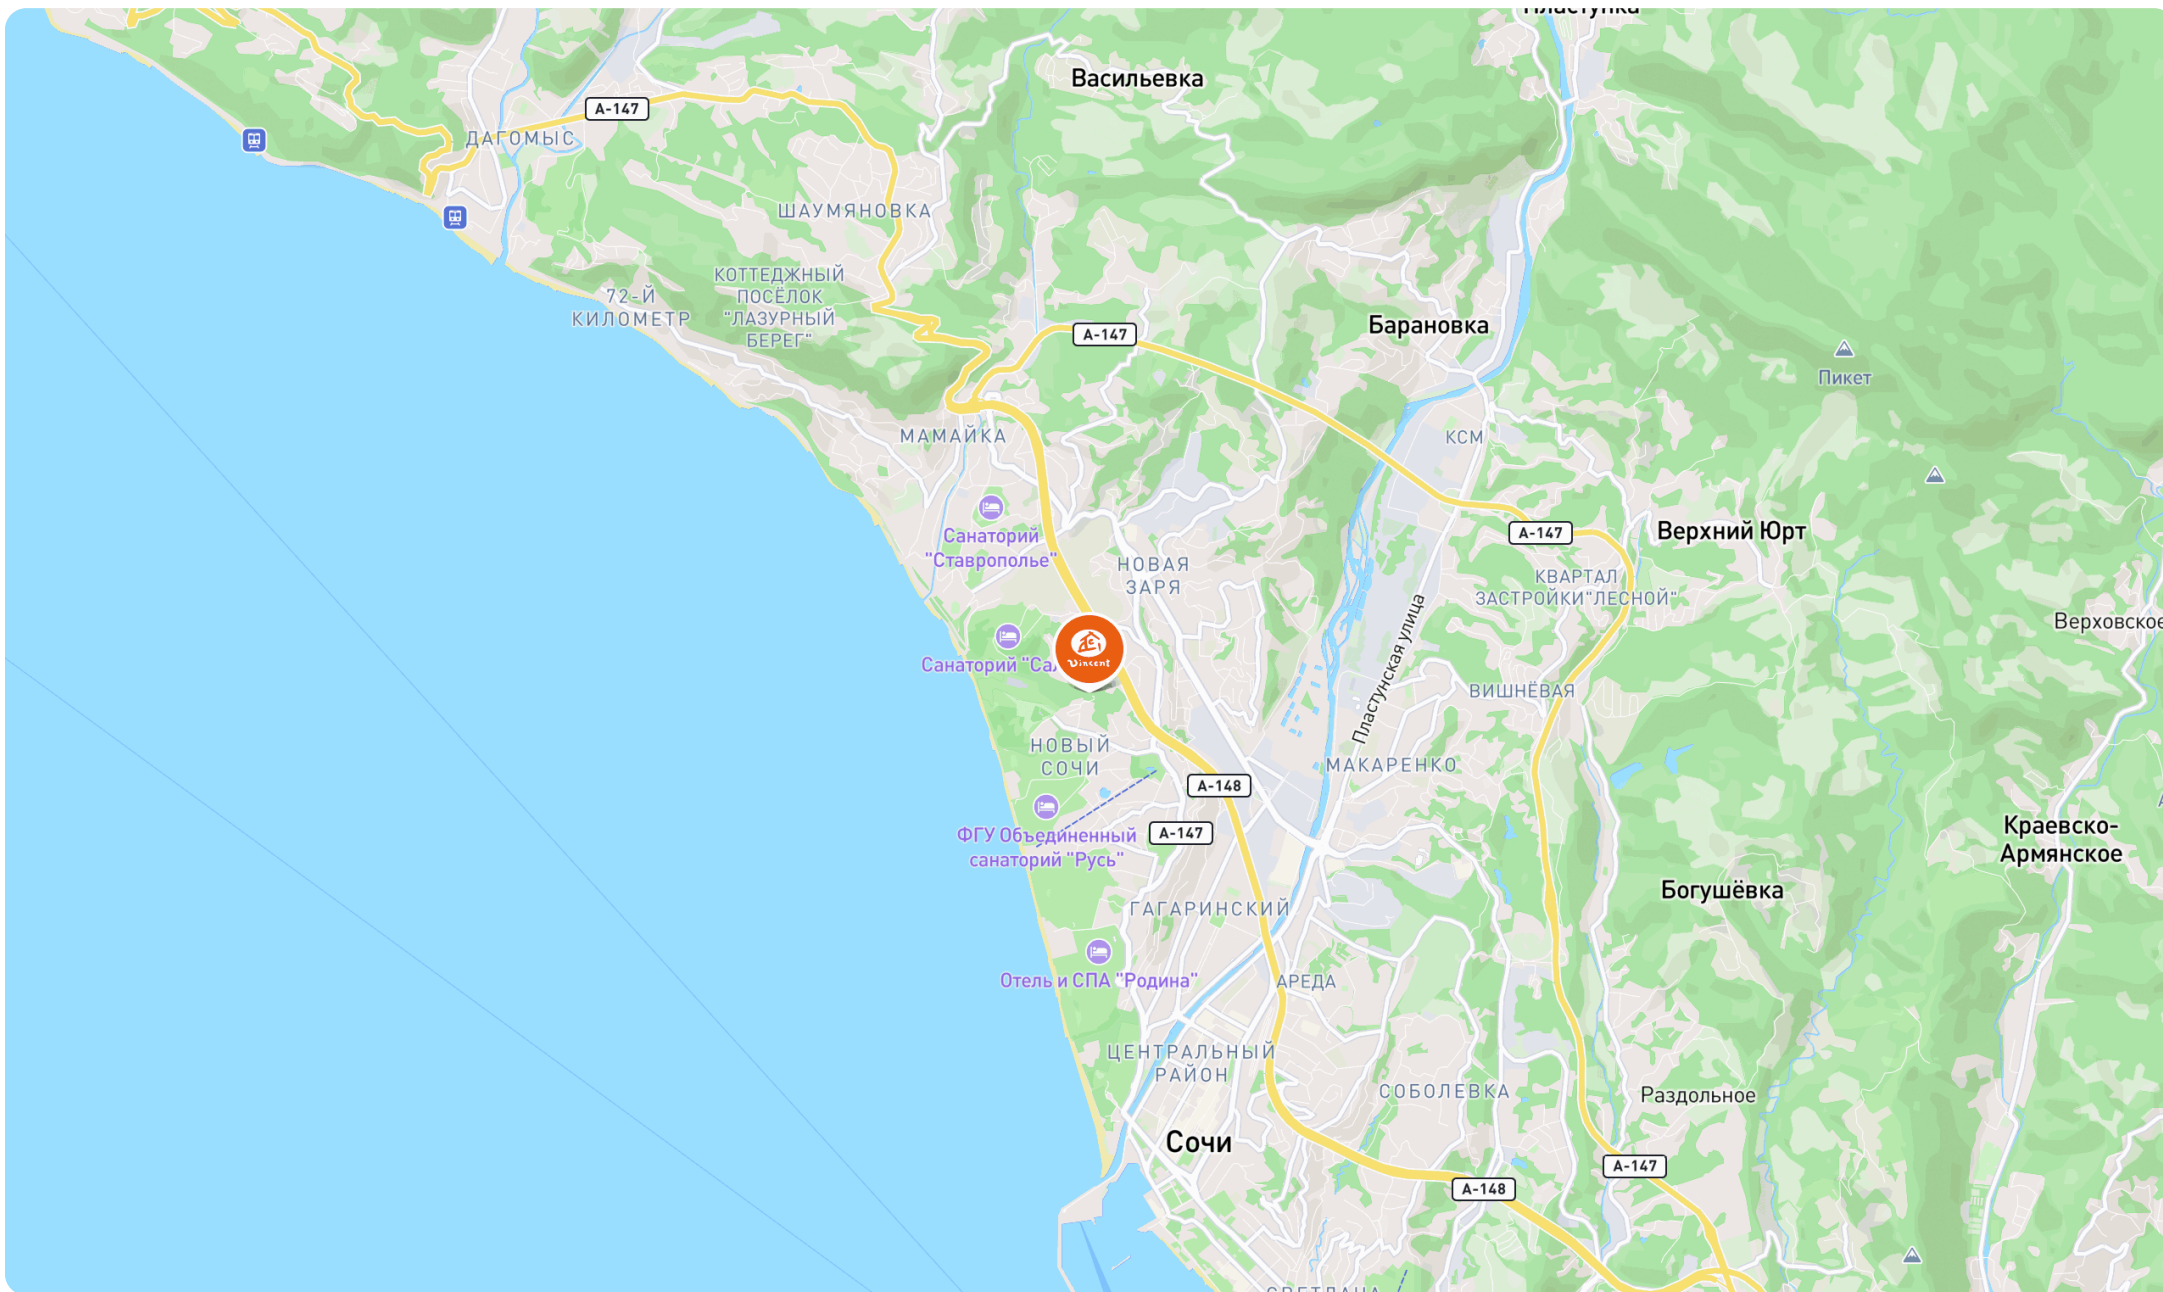 Пластунка
Васильевка
А-147
ДАГОМЫС
ШАУМЯНОВКА
КОТТЕДЖНЫЙ
ПОСЁЛОК
"ЛАЗУРНЫЙ
БЕРЕГ"
72-Й
КИЛОМЕТР
А-147
Барановка
Пикет
МАМАЙКА
КСМ
Санаторий
"Ставрополье"
А-147
Верхний Юрт
НОВАЯ
ЗАРЯ
КВАРТАЛ
ЗАСТРОЙКИ"ЛЕСНОЙ"
Верховское
Vincent
Санаторий
Пластунская улица
ВИШНЁВАЯ
НОВЫЙ
СОЧИ
МАКАРЕНКО
А-148
А-147
ФГУ Объединенный
санаторий "Русь"
Краевско-
Армянское
Богушёвка
ГАГАРИНСКИЙ
Отель и СПА "Родина"
АРЕДА
ЦЕНТРАЛЬНЫЙ
РАЙОН
СОБОЛЕВКА
Раздольное
Сочи
А-147
А-148
СВЕТЛАНА